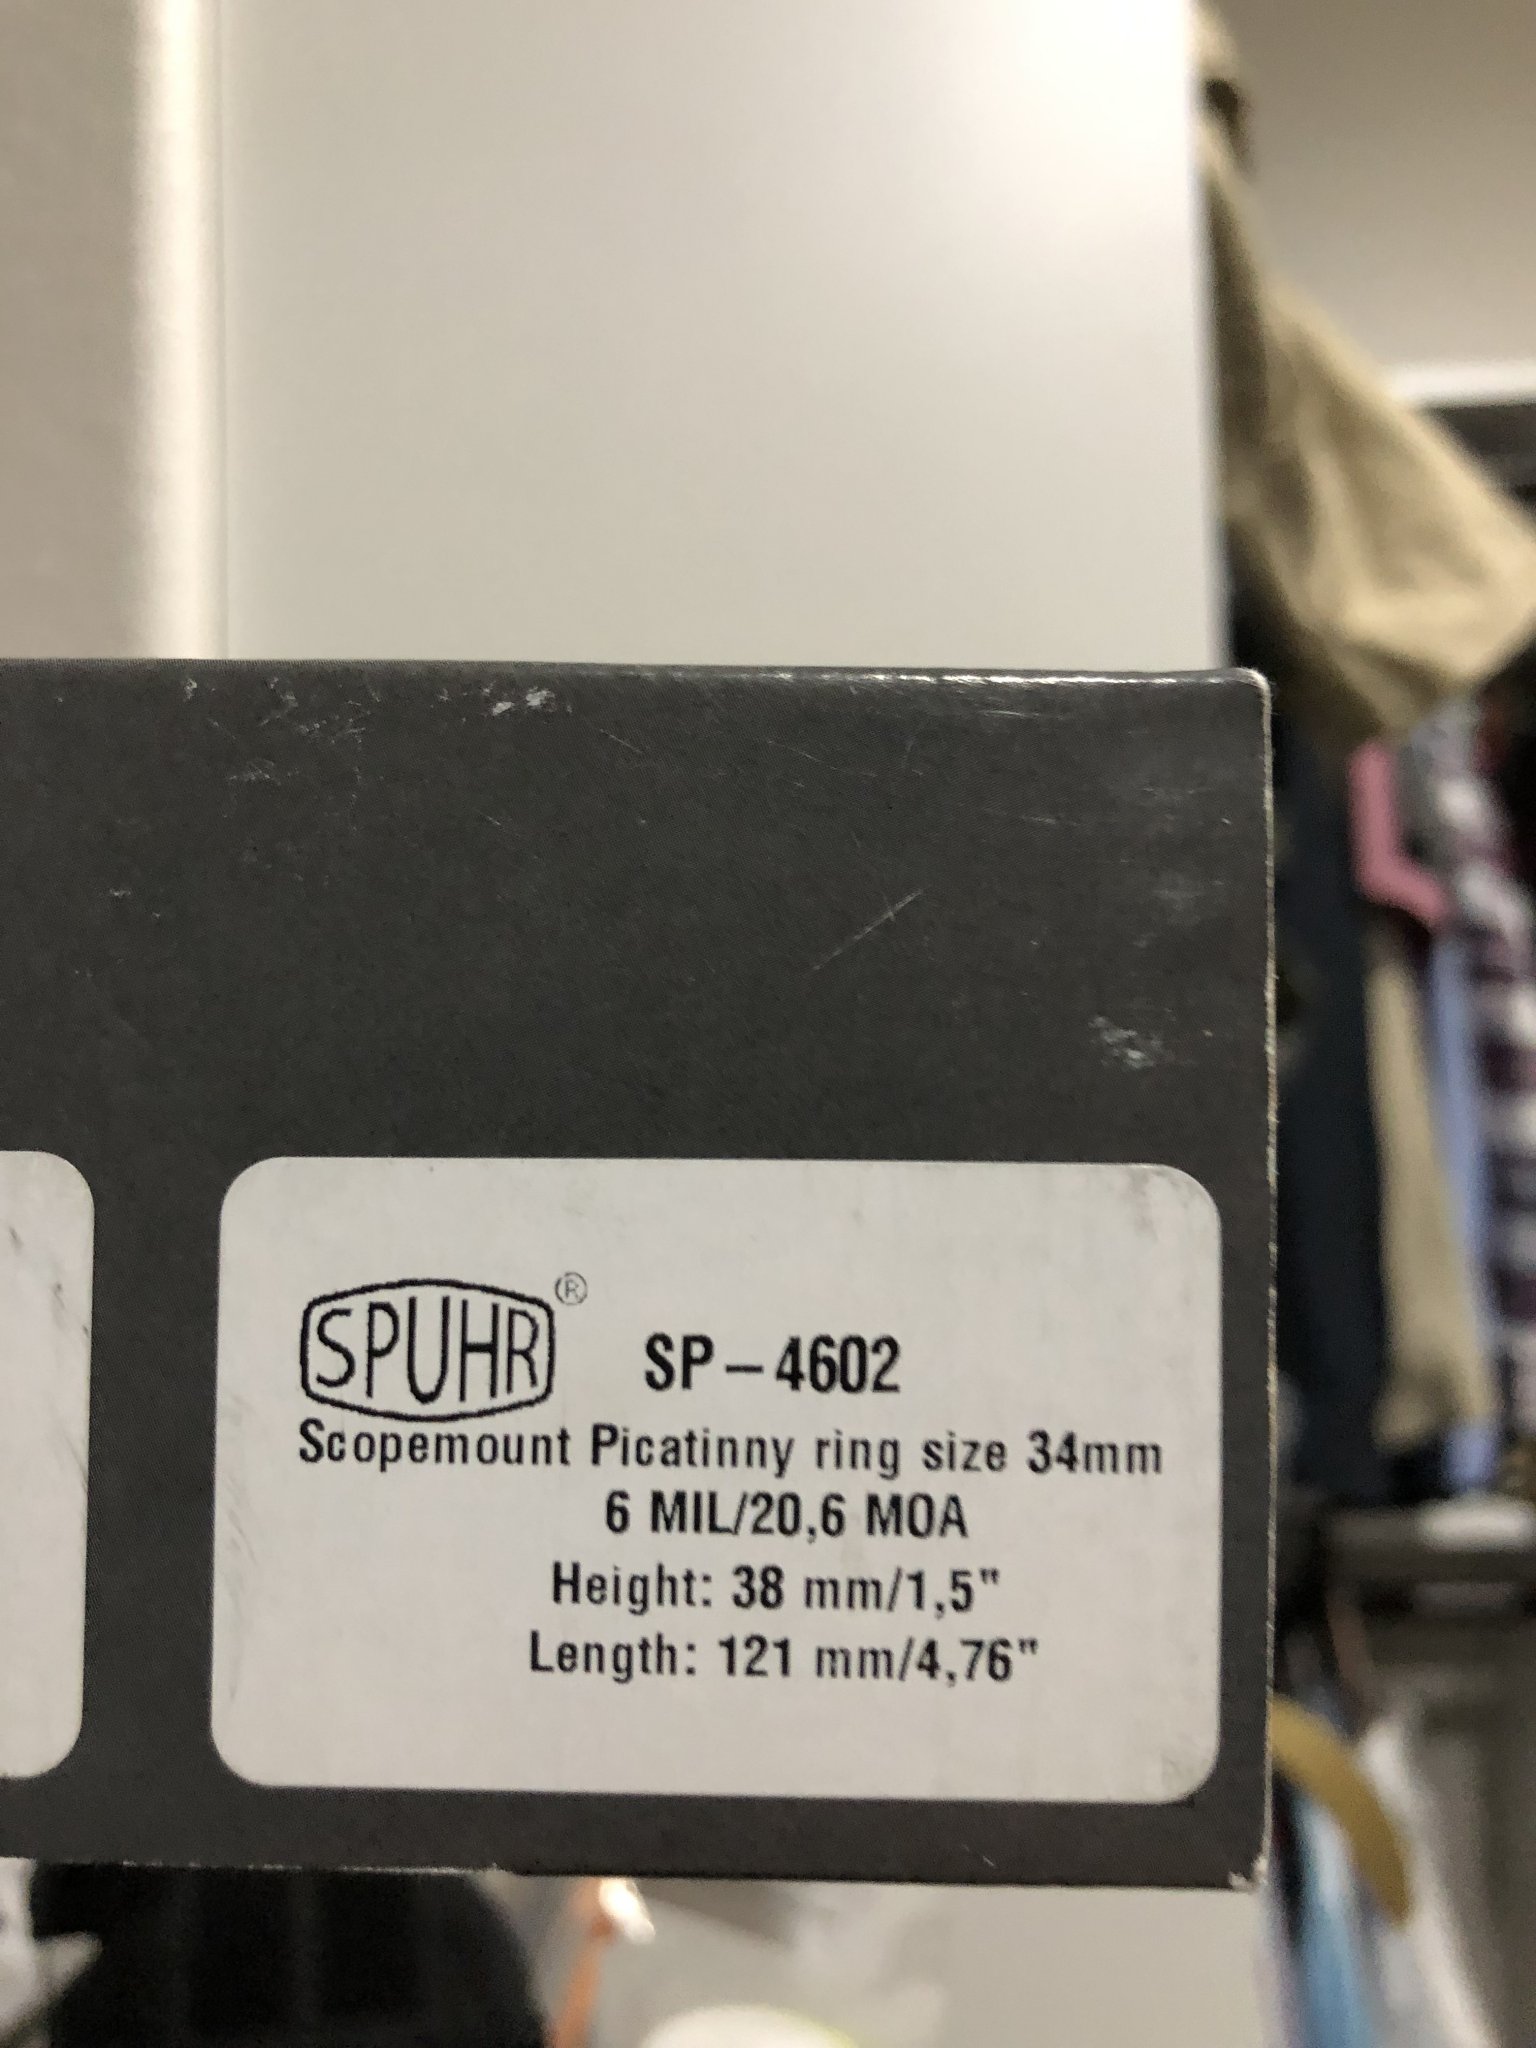 SPUHR® SP–4602
Scopemount Picatinny ring size 34mm
6 MIL/20,6 MOA
Height: 38 mm/1,5"
Length: 121 mm/4,76"